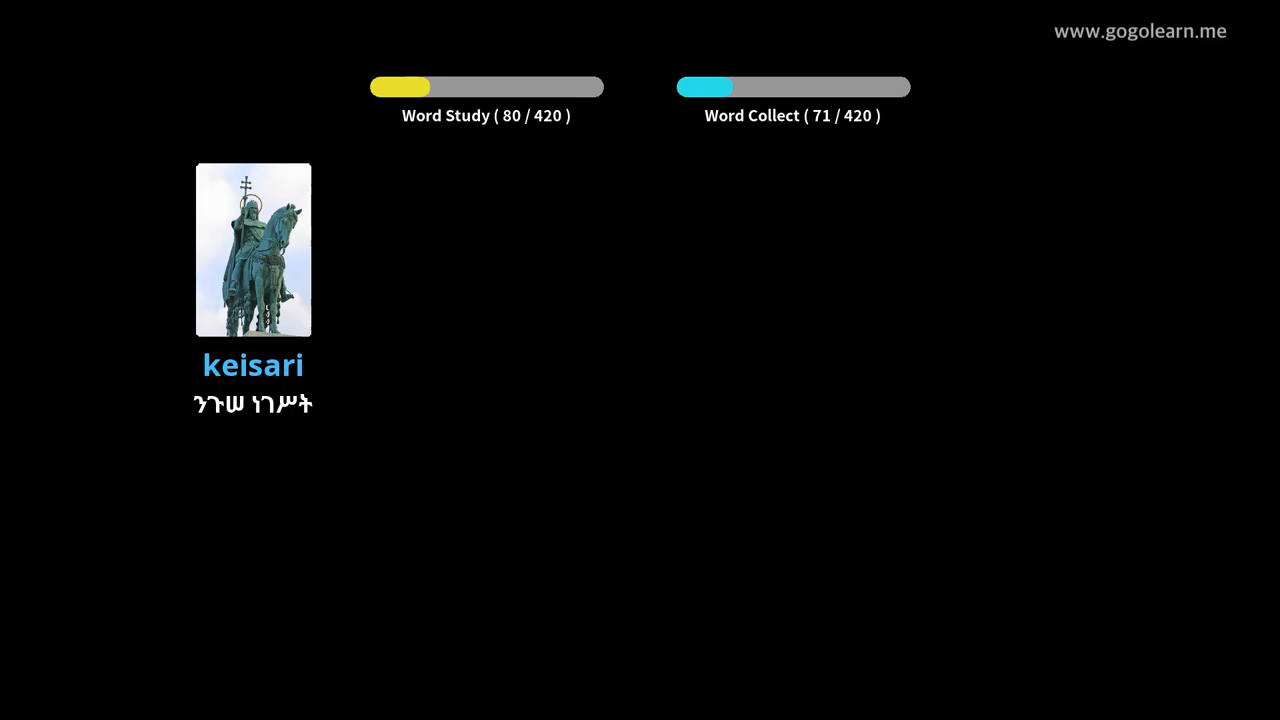 www.gogolearn.me
Word Study ( 80 / 420 )
Word Collect ( 71 / 420 )
keisari
ንጉሠ ነገሥት